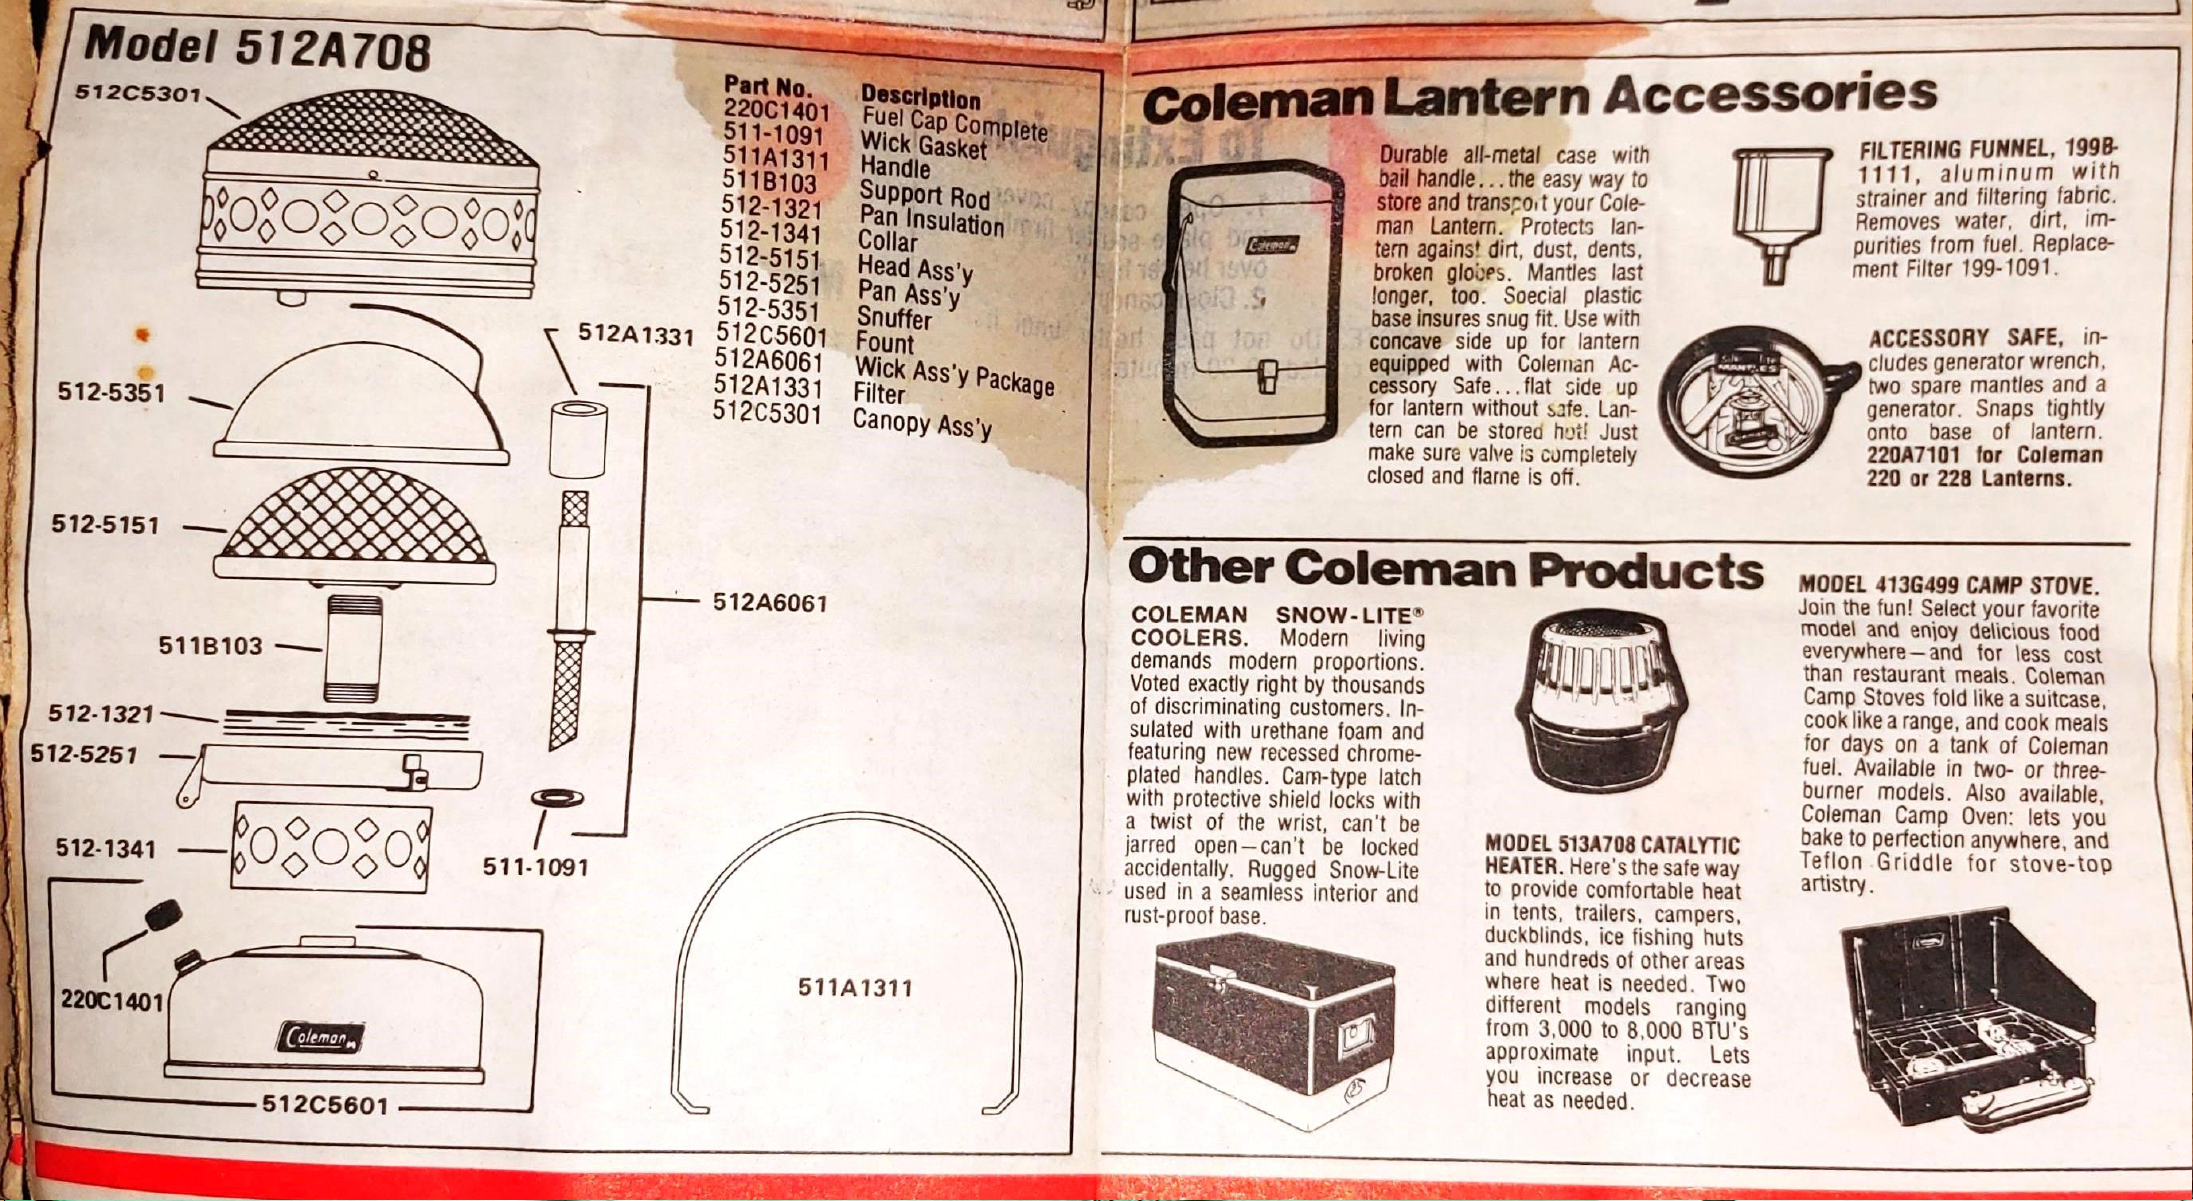 Model 512A708
512C5301
512-5351
512-5151
511B103
512-1321
512-5251
512-1341
220C1401
Coleman
512C5601
512A1331
512A6061
511-1091
511A1311
Part No. Description
220C1401 Fuel Cap Complete
511-1091 Wick Gasket
511A1311 Handle
511B103 Support Rod
512-1321 Pan Insulation
512-1341 Collar
512-5151 Head Ass'y
512-5251 Pan Ass'y
512-5351 Snuffer
512C5601 Fount
512A6061 Wick Ass'y Package
512A1331 Filter
512C5301 Canopy Ass'y
Coleman Lantern Accessories
Coleman
Durable all-metal case with
bail handle...the easy way to
store and transport your Cole-
man Lantern. Protects lan-
tern against dirt, dust, dents,
broken globes. Mantles last
longer, too. Special plastic
base insures snug fit. Use with
concave side up for lantern
equipped with Coleman Ac-
cessory Safe...flat side up
for lantern without safe. Lan-
tern can be stored hot! Just
make sure valve is completely
closed and flame is off.
FILTERING FUNNEL, 199B-
1111, aluminum with
strainer and filtering fabric.
Removes water, dirt, im-
purities from fuel. Replace-
ment Filter 199-1091.
MANTLES
ACCESSORY SAFE, in-
cludes generator wrench,
two spare mantles and a
generator. Snaps tightly
onto base of lantern.
220A7101 for Coleman
220 or 228 Lanterns.
Other Coleman Products
COLEMAN SNOW-LITE®
COOLERS. Modern living
demands modern proportions.
Voted exactly right by thousands
of discriminating customers. In-
sulated with urethane foam and
featuring new recessed chrome-
plated handles. Cam-type latch
with protective shield locks with
a twist of the wrist, can't be
jarred open—can't be locked
accidentally. Rugged Snow-Lite
used in a seamless interior and
rust-proof base.
MODEL 513A708 CATALYTIC
HEATER. Here's the safe way
to provide comfortable heat
in tents, trailers, campers,
duckblinds, ice fishing huts
and hundreds of other areas
where heat is needed. Two
different models ranging
from 3,000 to 8,000 BTU's
approximate input. Lets
you increase or decrease
heat as needed.
MODEL 413G499 CAMP STOVE.
Join the fun! Select your favorite
model and enjoy delicious food
everywhere—and for less cost
than restaurant meals. Coleman
Camp Stoves fold like a suitcase,
cook like a range, and cook meals
for days on a tank of Coleman
fuel. Available in two- or three-
burner models. Also available,
Coleman Camp Oven: lets you
bake to perfection anywhere, and
Teflon Griddle for stove-top
artistry.